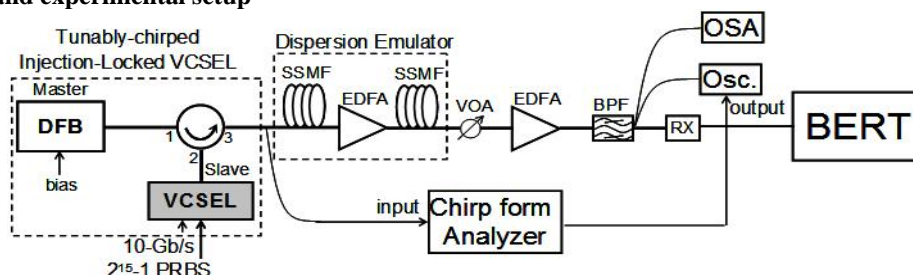 and experimental setup
Tunably-chirped
Injection-Locked VCSEL
Master
DFB
bias
1
2
3
Slave
VCSEL
10-Gb/s
2¹⁵-1 PRBS
Dispersion Emulator
SSMF
EDFA
SSMF
VOA
EDFA
BPF
OSA
Osc.
output
RX
BERT
input
Chirp form
Analyzer